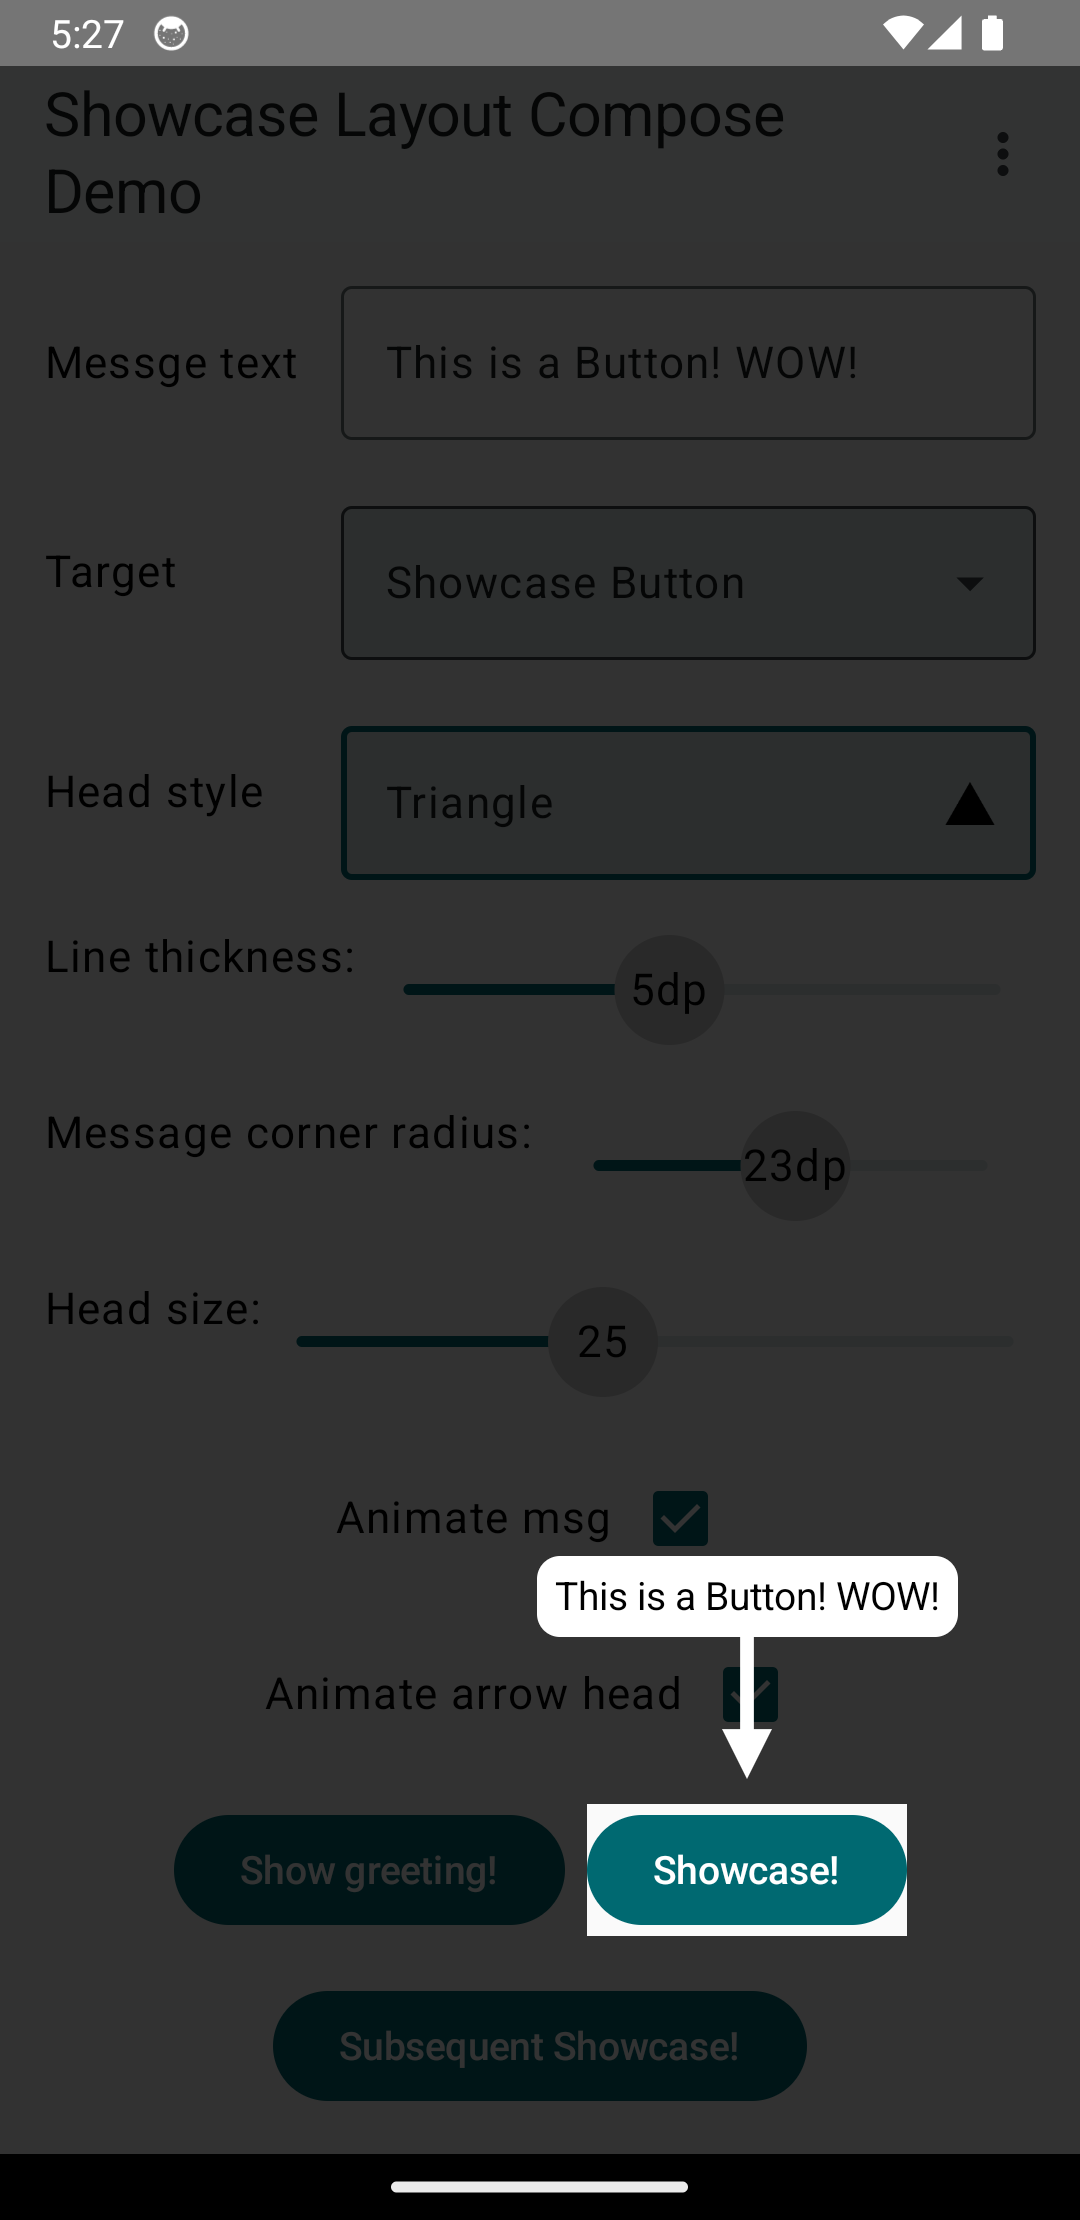 5:27
Showcase Layout Compose
Demo
Messge text
This is a Button! WOW!
Target
Showcase Button
Head style
Triangle
Line thickness:
5dp
Message corner radius:
23dp
Head size:
25
Animate msg
This is a Button! WOW!
Animate arrow head
Show greeting!
Showcase!
Subsequent Showcase!